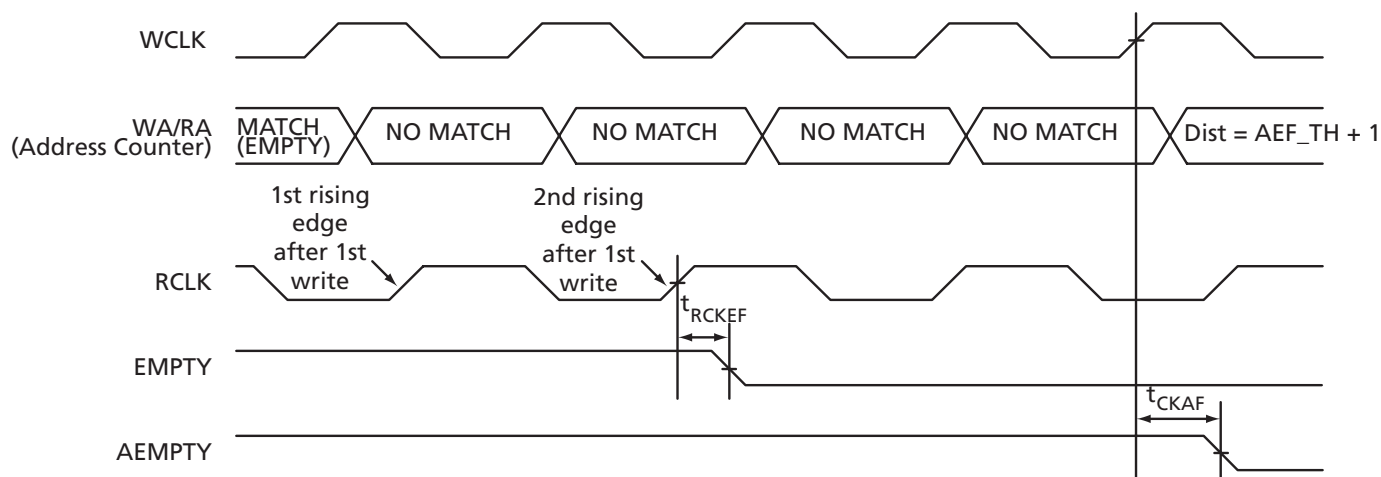 WCLK
WA/RA
(Address Counter)
MATCH
(EMPTY)
NO MATCH
NO MATCH
NO MATCH
NO MATCH
Dist = AEF_TH + 1
1st rising
edge
after 1st
write
2nd rising
edge
after 1st
write
RCLK
tRCKEF
EMPTY
tCKAF
AEMPTY